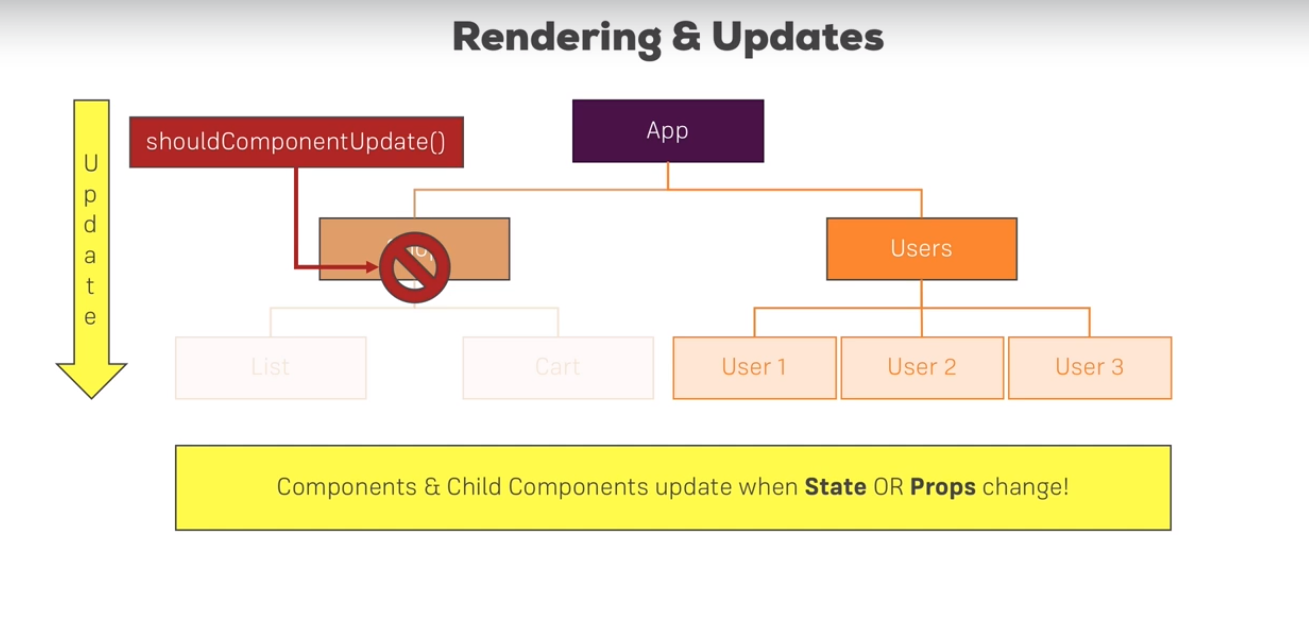 Rendering & Updates
Update
shouldComponentUpdate()
App
Users
List
Cart
User 1
User 2
User 3
Components & Child Components update when State OR Props change!